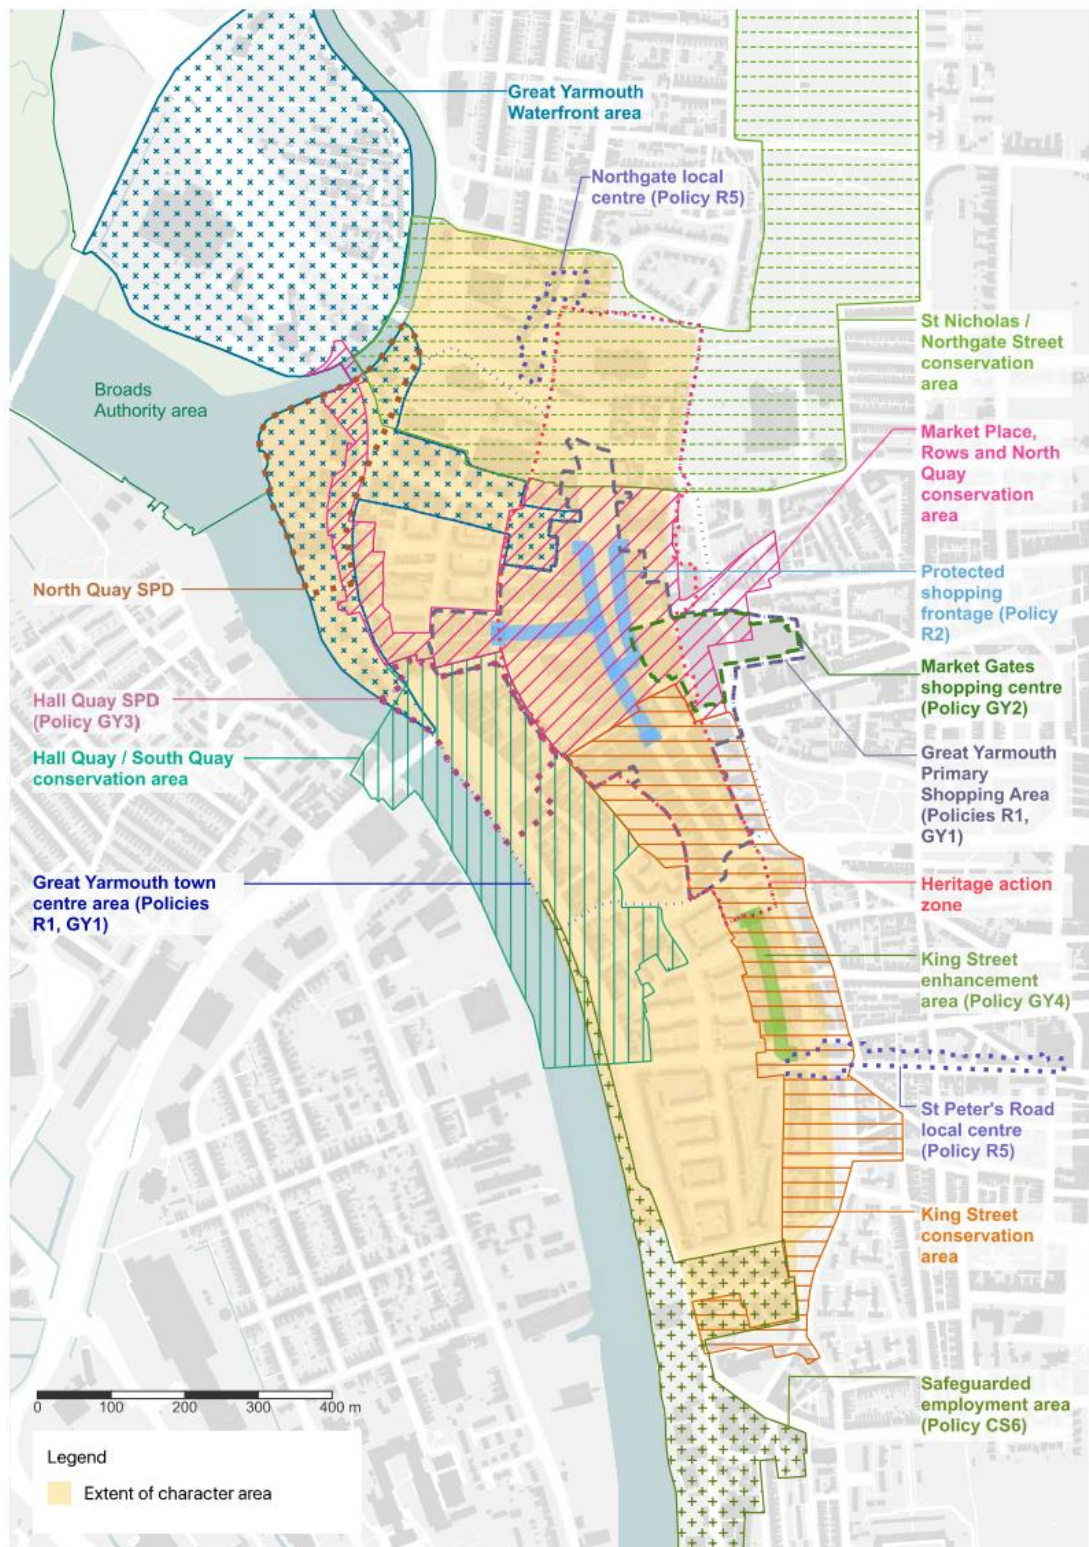 Great Yarmouth
Waterfront area
Northgate local
centre (Policy R5)
St Nicholas /
Northgate Street
conservation
area
Broads
Authority area
Market Place,
Rows and North
Quay
conservation
area
North Quay SPD
Protected
shopping
frontage (Policy
R2)
Market Gates
shopping centre
(Policy GY2)
Hall Quay SPD
(Policy GY3)
Hall Quay / South Quay
conservation area
Great Yarmouth
Primary
Shopping Area
(Policies R1,
GY1)
Great Yarmouth town
centre area (Policies
R1, GY1)
Heritage action
zone
King Street
enhancement
area (Policy GY4)
St Peter's Road
local centre
(Policy R5)
King Street
conservation
area
Safeguarded
employment area
(Policy CS6)
0 100 200 300 400 m
Legend
Extent of character area